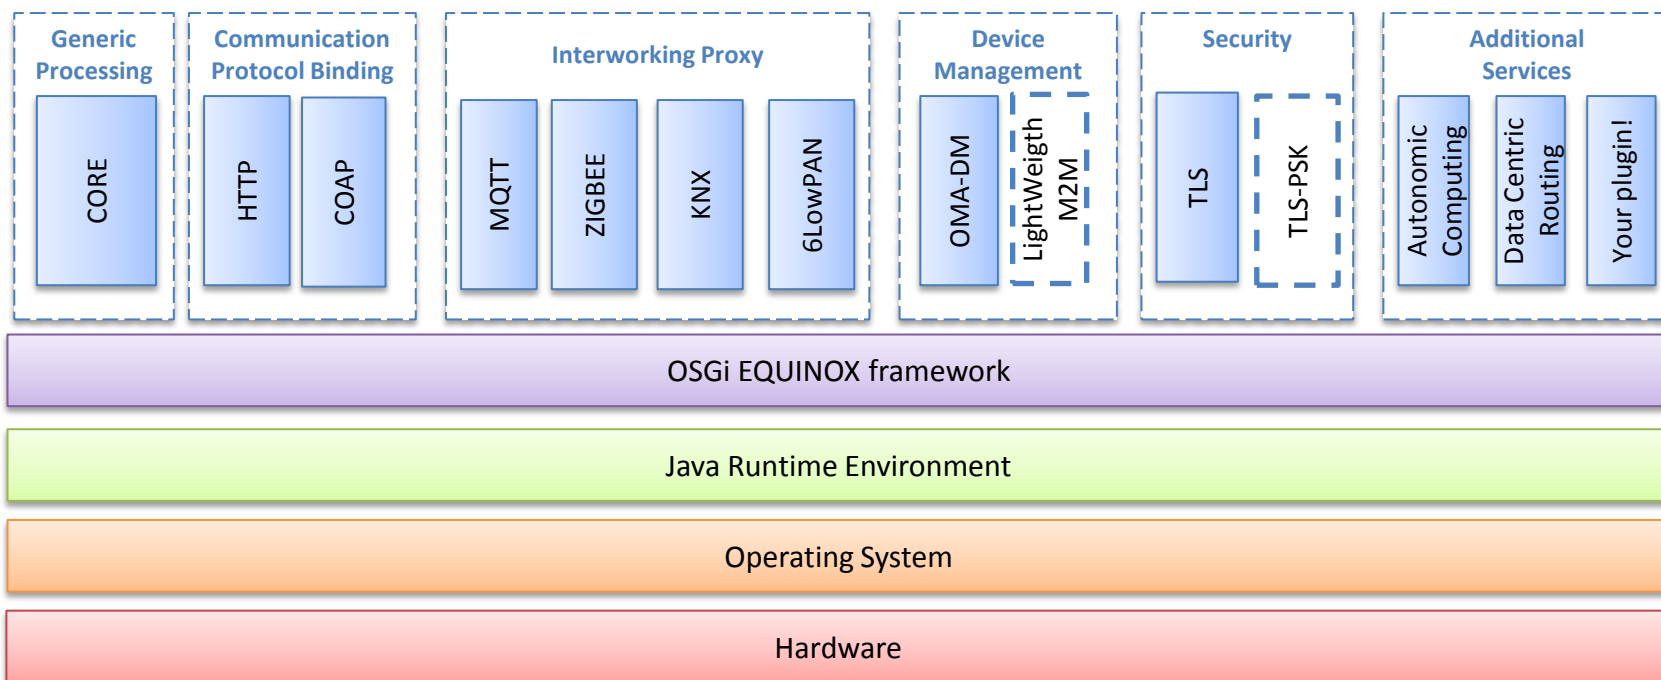 Generic
Processing
CORE
Communication
Protocol Binding
HTTP
COAP
Interworking Proxy
MQTT
ZIGBEE
KNX
6LowPAN
Device
Management
OMA-DM
LightWeigth
M2M
Security
TLS
TLS-PSK
Additional
Services
Autonomic
Computing
Data Centric
Routing
Your plugin!
OSGi EQUINOX framework
Java Runtime Environment
Operating System
Hardware